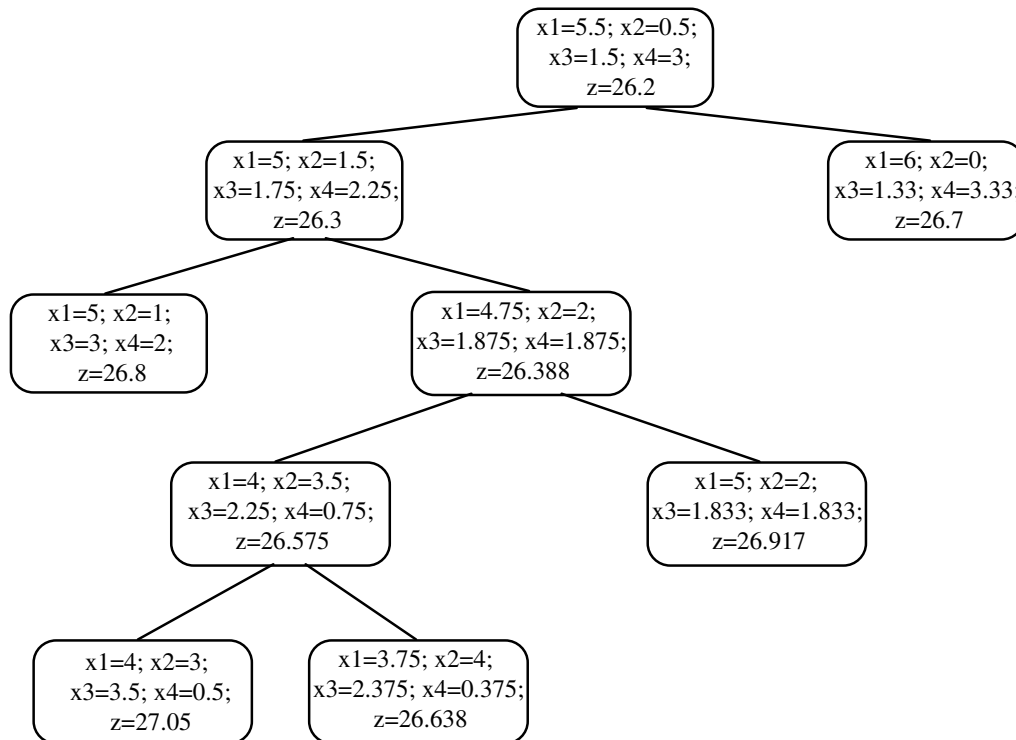 x1=5.5; x2=0.5;
x3=1.5; x4=3;
z=26.2
x1=5; x2=1.5;
x3=1.75; x4=2.25;
z=26.3
x1=6; x2=0;
x3=1.33; x4=3.33;
z=26.7
x1=5; x2=1;
x3=3; x4=2;
z=26.8
x1=4.75; x2=2;
x3=1.875; x4=1.875;
z=26.388
x1=4; x2=3.5;
x3=2.25; x4=0.75;
z=26.575
x1=5; x2=2;
x3=1.833; x4=1.833;
z=26.917
x1=4; x2=3;
x3=3.5; x4=0.5;
z=27.05
x1=3.75; x2=4;
x3=2.375; x4=0.375;
z=26.638